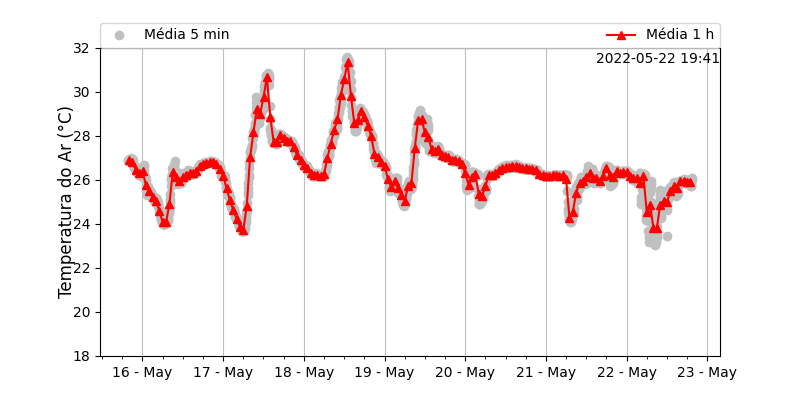 Média 5 min
Média 1 h
2022-05-22 19:41
Temperatura do Ar (°C)
32
30
28
26
24
22
20
18
16 - May
17 - May
18 - May
19 - May
20 - May
21 - May
22 - May
23 - May